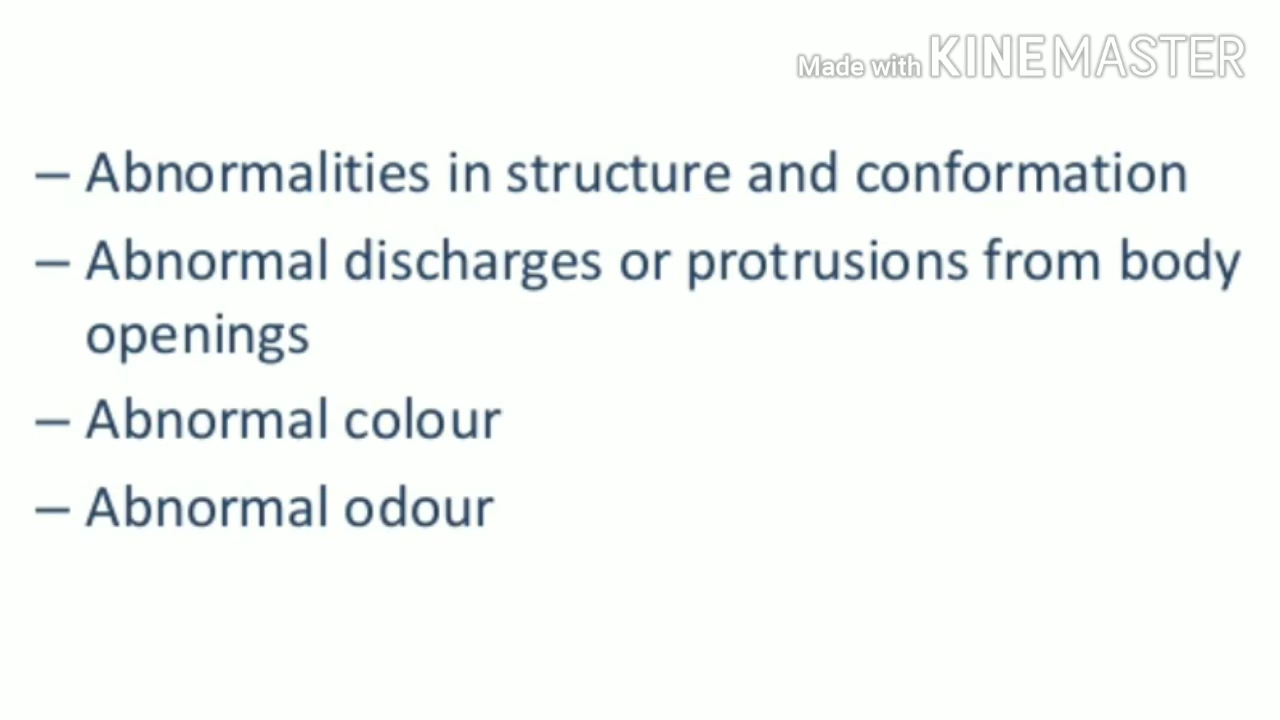 Made with KINEMASTER
– Abnormalities in structure and conformation
– Abnormal discharges or protrusions from body
openings
– Abnormal colour
– Abnormal odour